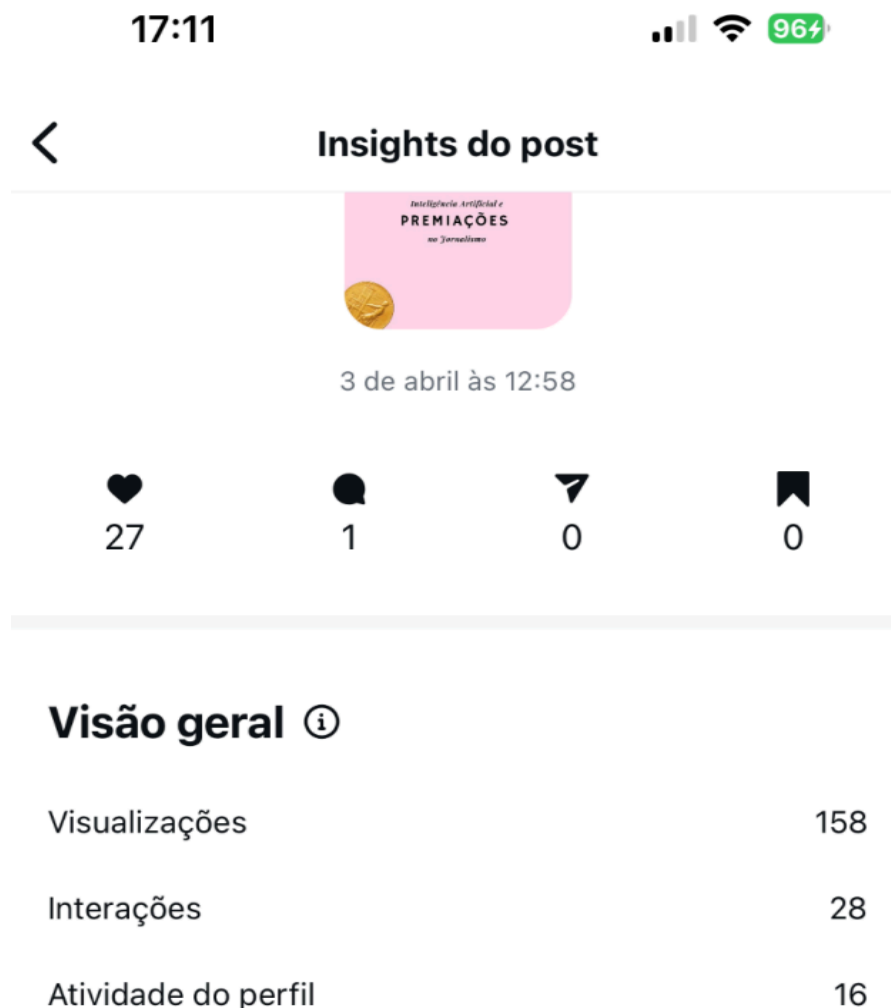 17:11
96
Insights do post
Inteligência Artificial e
PREMIAÇÕES
no Jornalismo
3 de abril às 12:58
27 1 0 0
Visão geral
Visualizações 158
Interações 28
Atividade do perfil 16